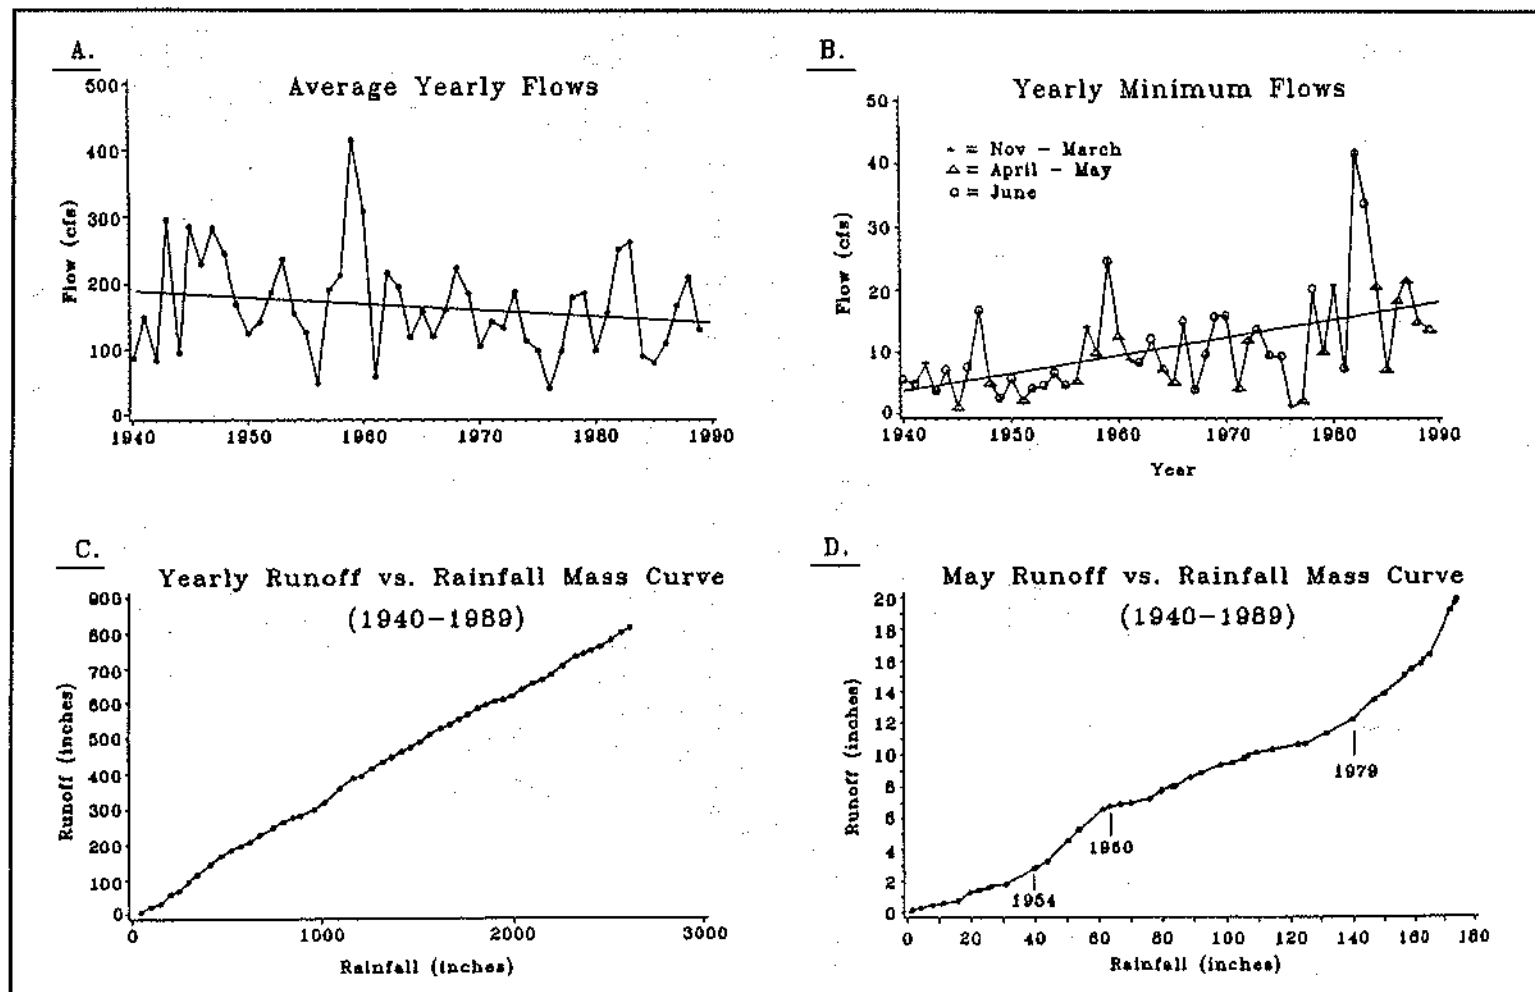 A.
Average Yearly Flows
500
400
300
200
100
0
Flow (cfs)
1940 1950 1960 1970 1980 1990
B.
Yearly Minimum Flows
+ = Nov - March
△ = April - May
o = June
50
40
30
20
10
0
Flow (cfs)
1940 1950 1960 1970 1980 1990
Year
C.
Yearly Runoff vs. Rainfall Mass Curve
(1940-1989)
900
800
700
600
500
400
300
200
100
0
Runoff (inches)
0 1000 2000 3000
Rainfall (inches)
D.
May Runoff vs. Rainfall Mass Curve
(1940-1989)
20
18
16
14
12
10
8
6
4
2
0
Runoff (inches)
1954
1960
1979
0 20 40 60 80 100 120 140 160 180
Rainfall (inches)